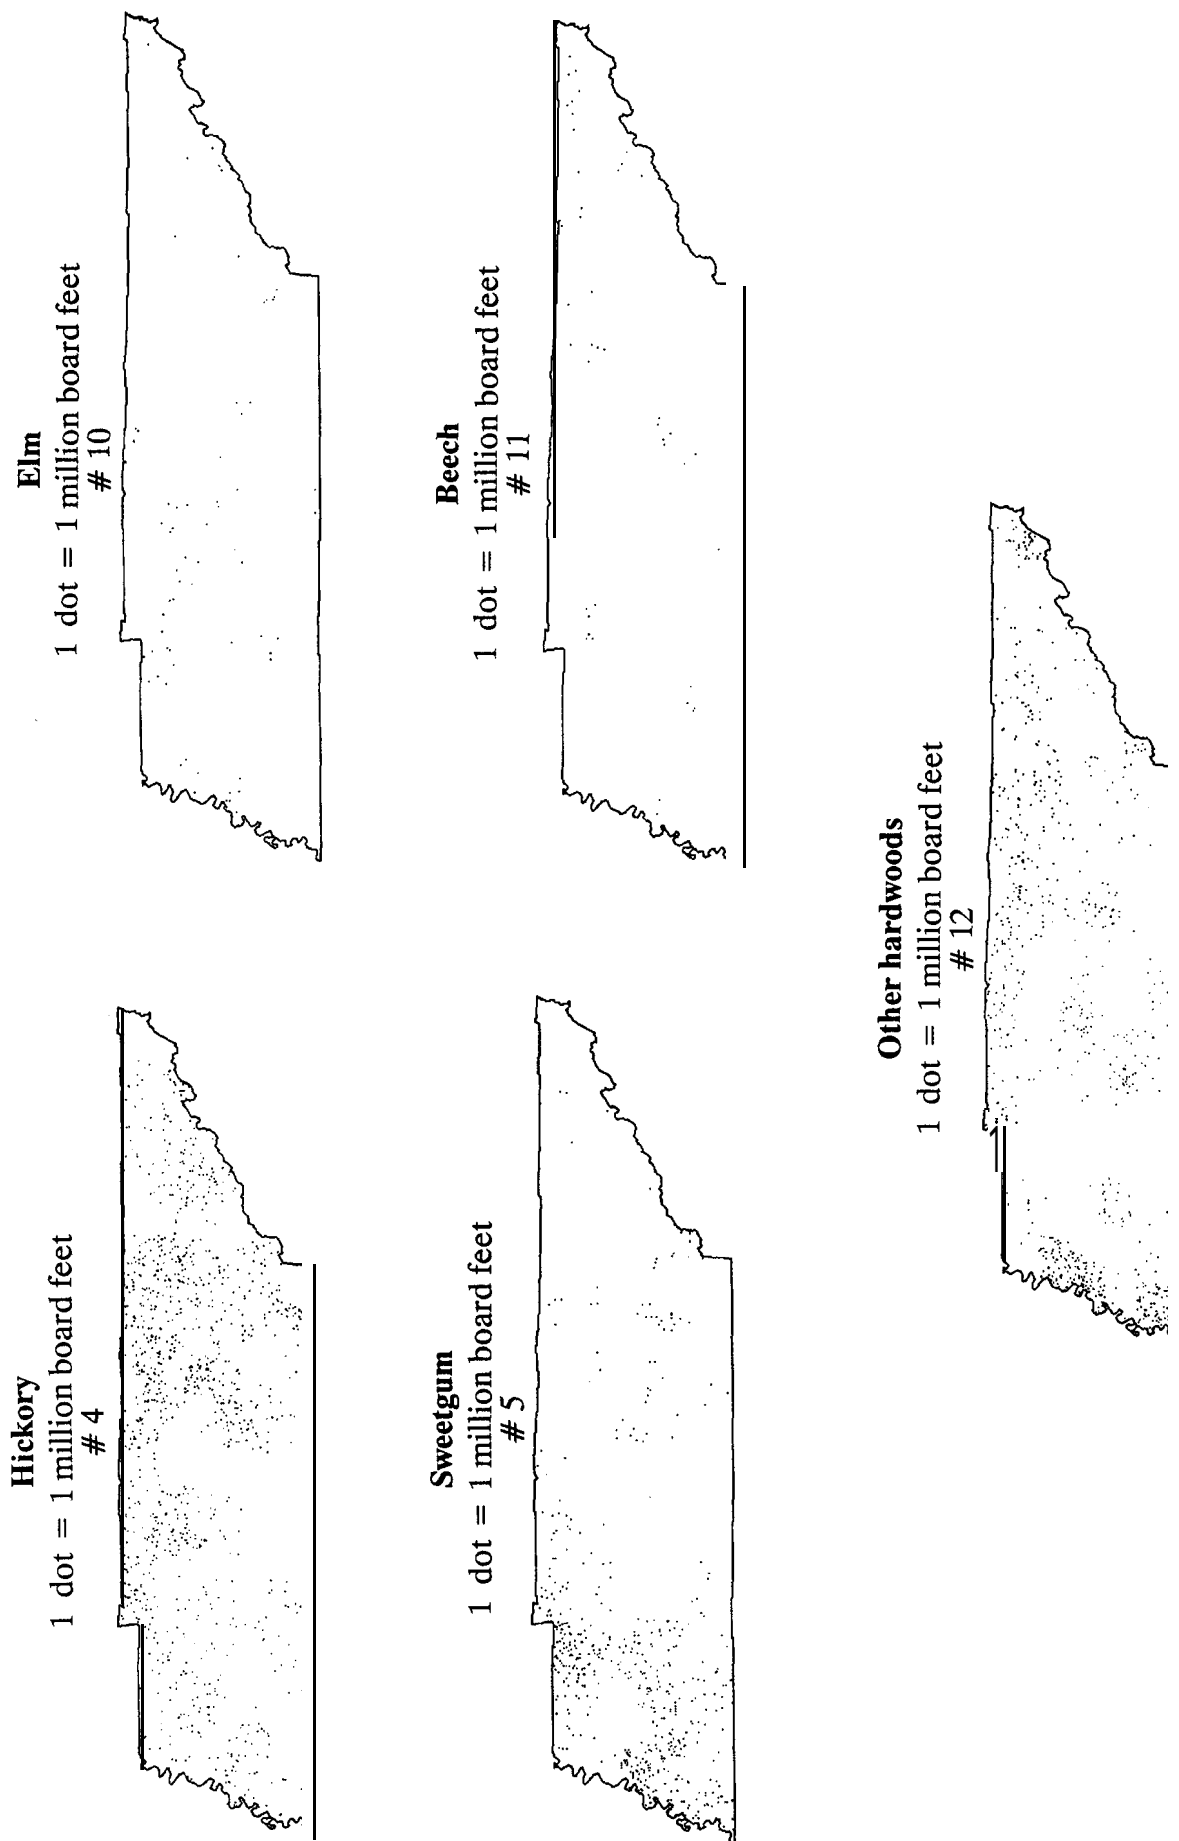 Hickory
1 dot = 1 million board feet
# 4
Elm
1 dot = 1 million board feet
# 10
Sweetgum
1 dot = 1 million board feet
# 5
Beech
1 dot = 1 million board feet
# 11
Other hardwoods
1 dot = 1 million board feet
# 12